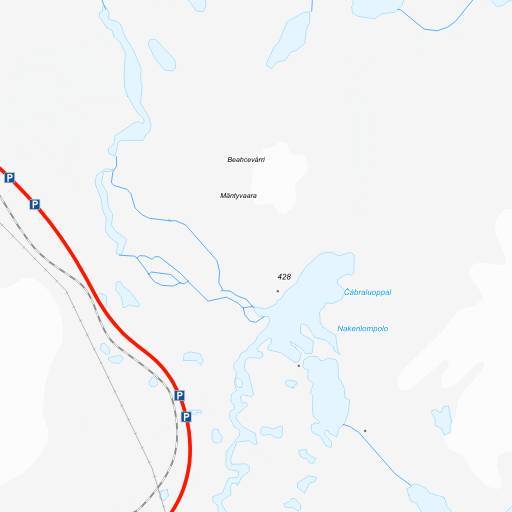 Beahcevárri
P
Mäntyvaara
P
428
Čábraluoppal
Nakenlompolo
P
P